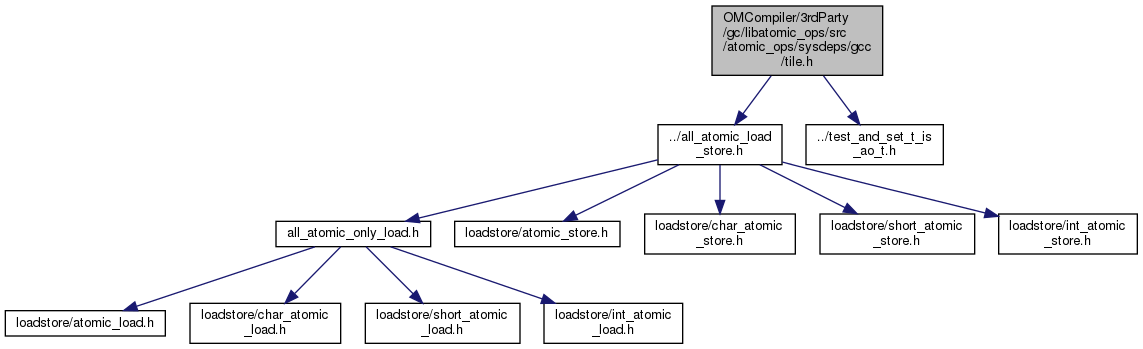 OMCompiler/3rdParty
/gc/libatomic_ops/src
/atomic_ops/sysdeps/gcc
/tile.h
../all_atomic_load
_store.h
../test_and_set_t_is
_ao_t.h
all_atomic_only_load.h
loadstore/atomic_store.h
loadstore/char_atomic
_store.h
loadstore/short_atomic
_store.h
loadstore/int_atomic
_store.h
loadstore/atomic_load.h
loadstore/char_atomic
_load.h
loadstore/short_atomic
_load.h
loadstore/int_atomic
_load.h